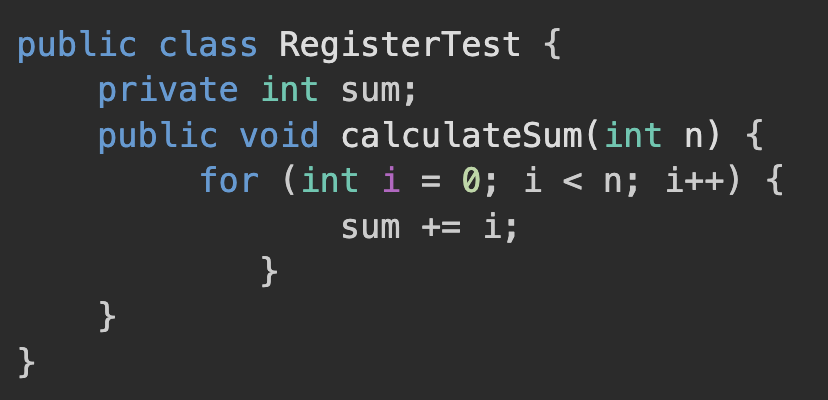 public class RegisterTest {
    private int sum;
    public void calculateSum(int n) {
         for (int i = 0; i < n; i++) {
                sum += i;
            }
    }
}